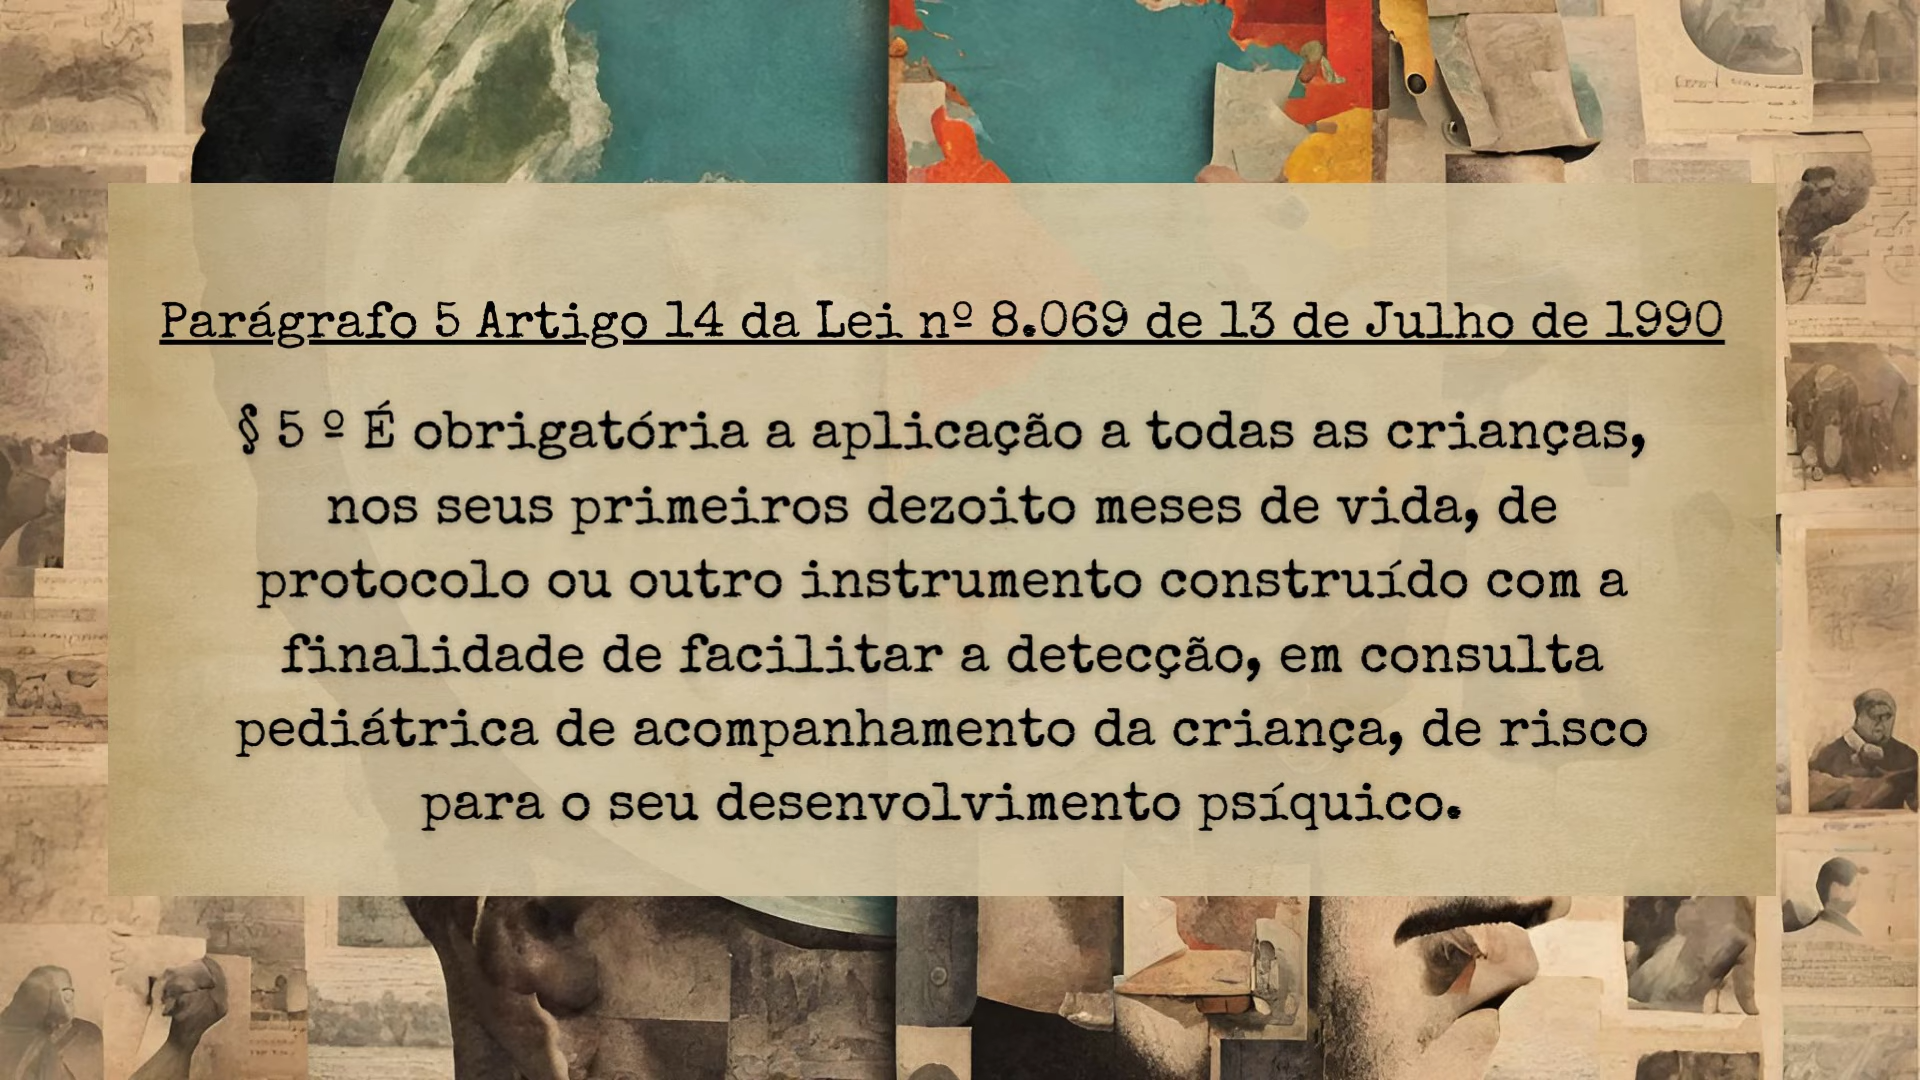 Parágrafo 5 Artigo 14 da Lei nº 8.069 de 13 de Julho de 1990
§ 5 º É obrigatória a aplicação a todas as crianças,
nos seus primeiros dezoito meses de vida, de
protocolo ou outro instrumento construído com a
finalidade de facilitar a detecção, em consulta
pediátrica de acompanhamento da criança, de risco
para o seu desenvolvimento psíquico.